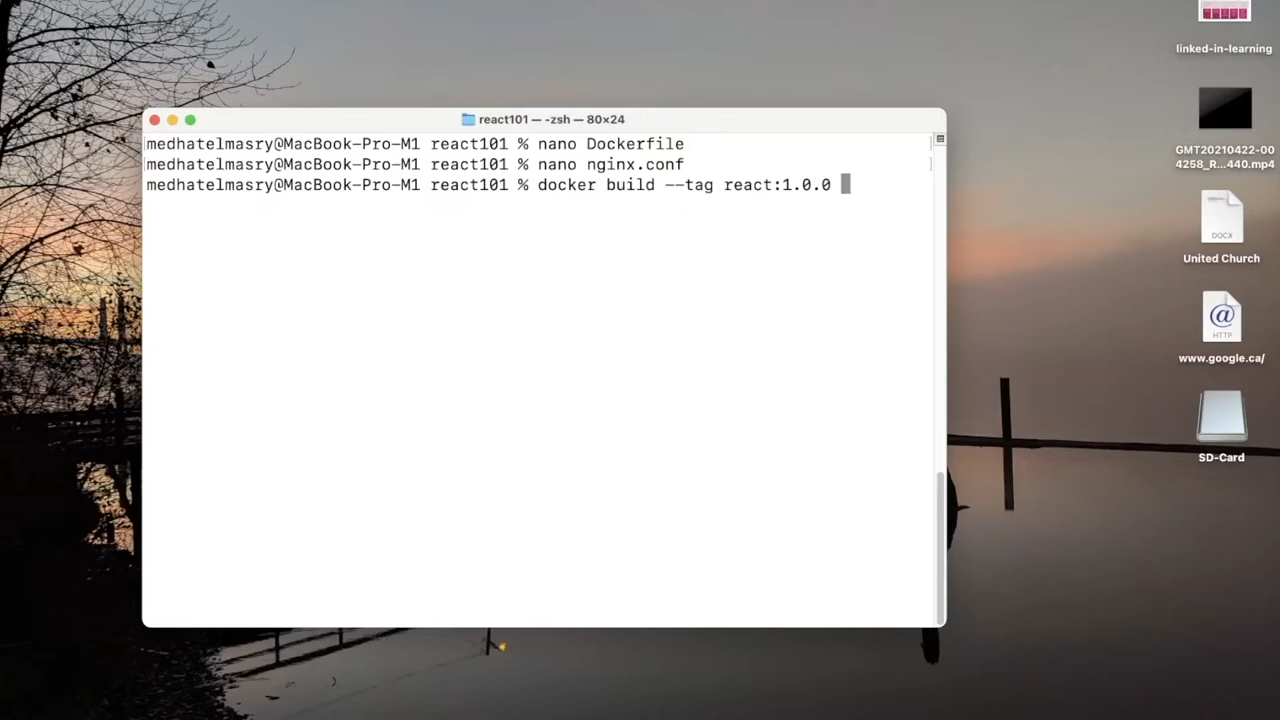 react101 — -zsh — 80×24
medhatelmasry@MacBook-Pro-M1 react101 % nano Dockerfile
medhatelmasry@MacBook-Pro-M1 react101 % nano nginx.conf
medhatelmasry@MacBook-Pro-M1 react101 % docker build --tag react:1.0.0
linked-in-learning
GMT20210422-00
4258_R...440.mp4
DOCX
United Church
@
HTTP
www.google.ca/
SD-Card